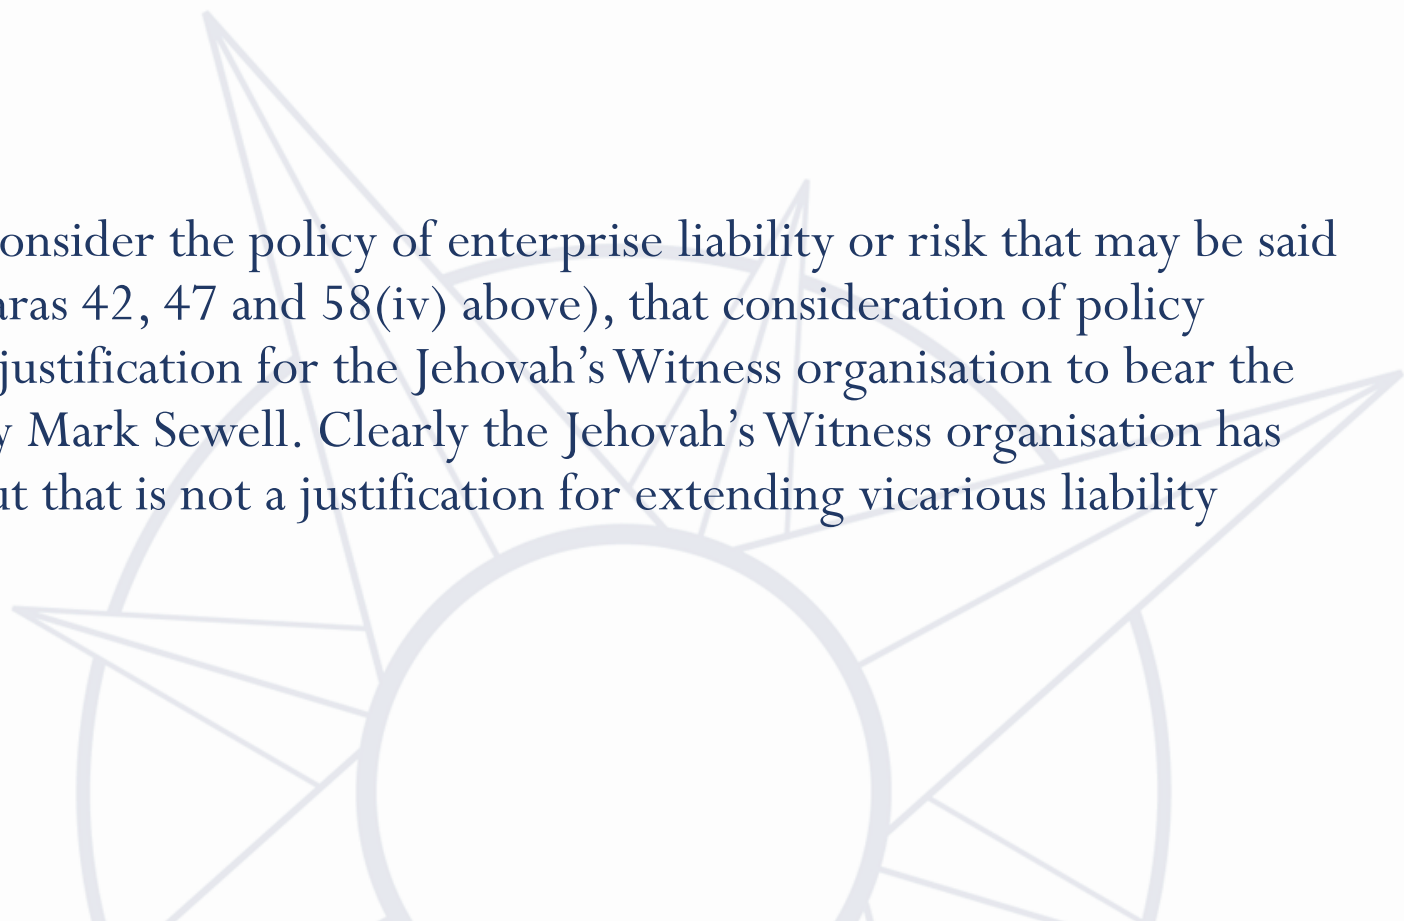 onsider the policy of enterprise liability or risk that may be said
aras 42, 47 and 58(iv) above), that consideration of policy
justification for the Jehovah’s Witness organisation to bear the
y Mark Sewell. Clearly the Jehovah’s Witness organisation has
ut that is not a justification for extending vicarious liability